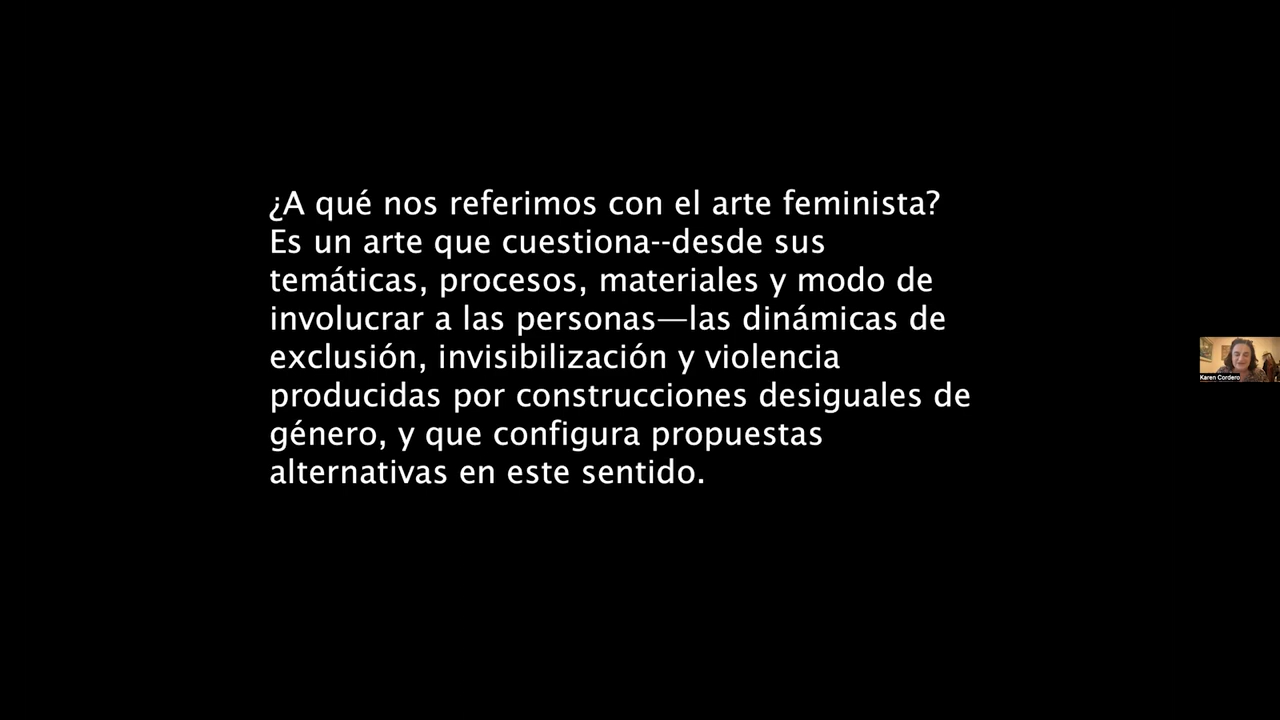 ¿A qué nos referimos con el arte feminista?
Es un arte que cuestiona--desde sus
temáticas, procesos, materiales y modo de
involucrar a las personas—las dinámicas de
exclusión, invisibilización y violencia
producidas por construcciones desiguales de
género, y que configura propuestas
alternativas en este sentido.
Karen Cordero